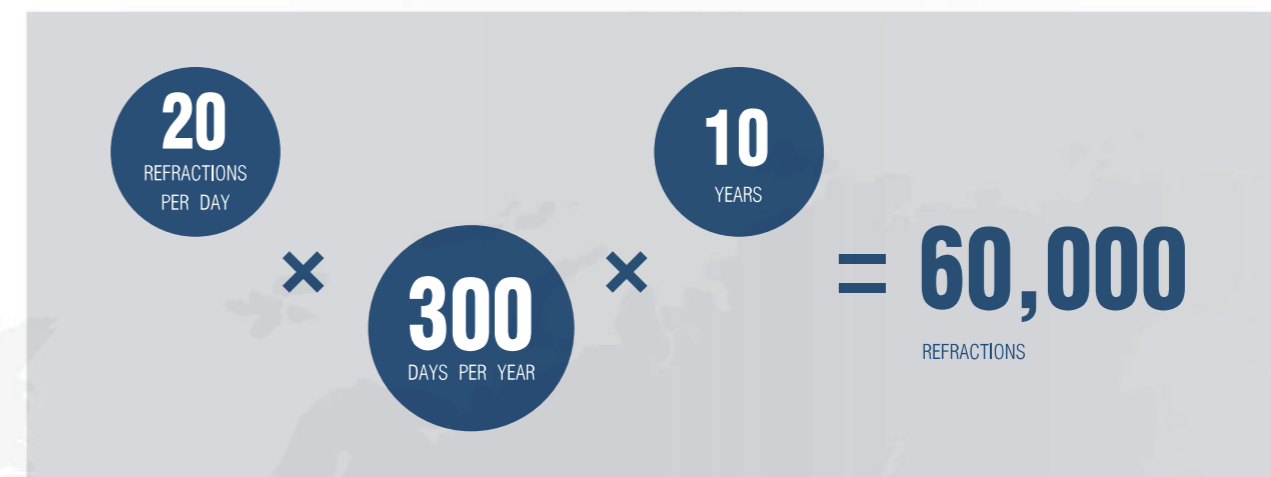 20
REFRACTIONS
PER DAY
×
300
DAYS PER YEAR
×
10
YEARS
= 60,000
REFRACTIONS